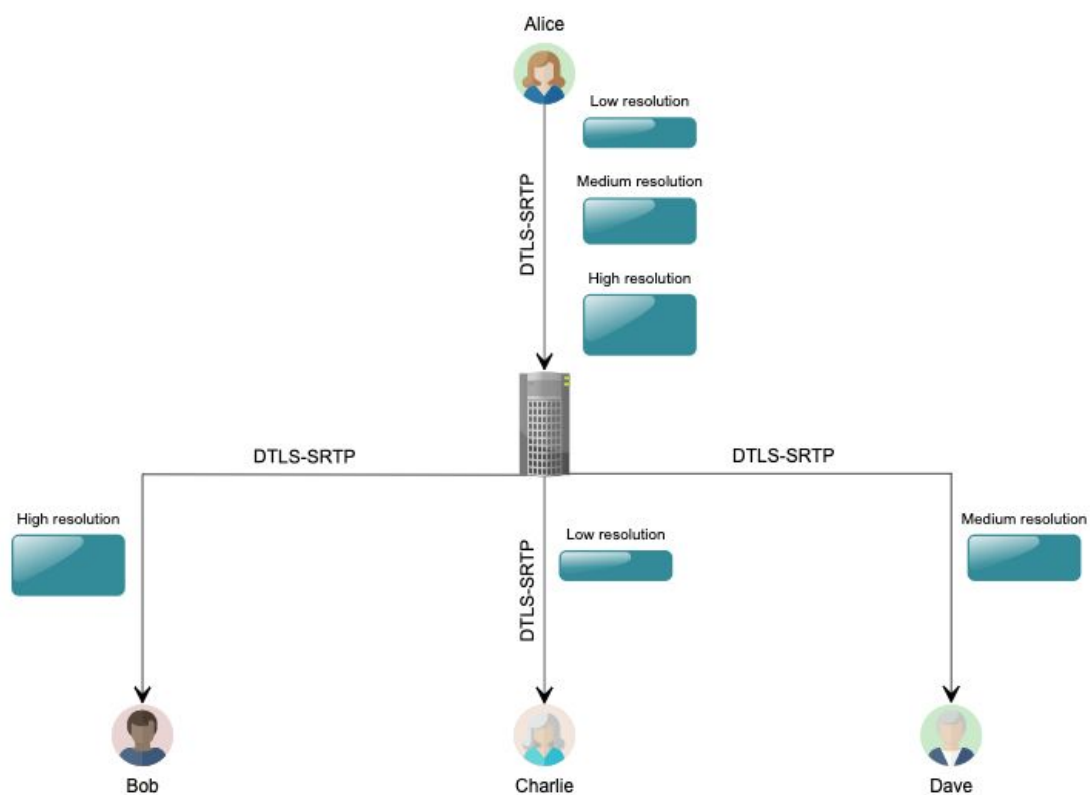 Alice
Low resolution
Medium resolution
DTLS-SRTP
High resolution
DTLS-SRTP
DTLS-SRTP
High resolution
Low resolution
Medium resolution
DTLS-SRTP
Bob
Charlie
Dave